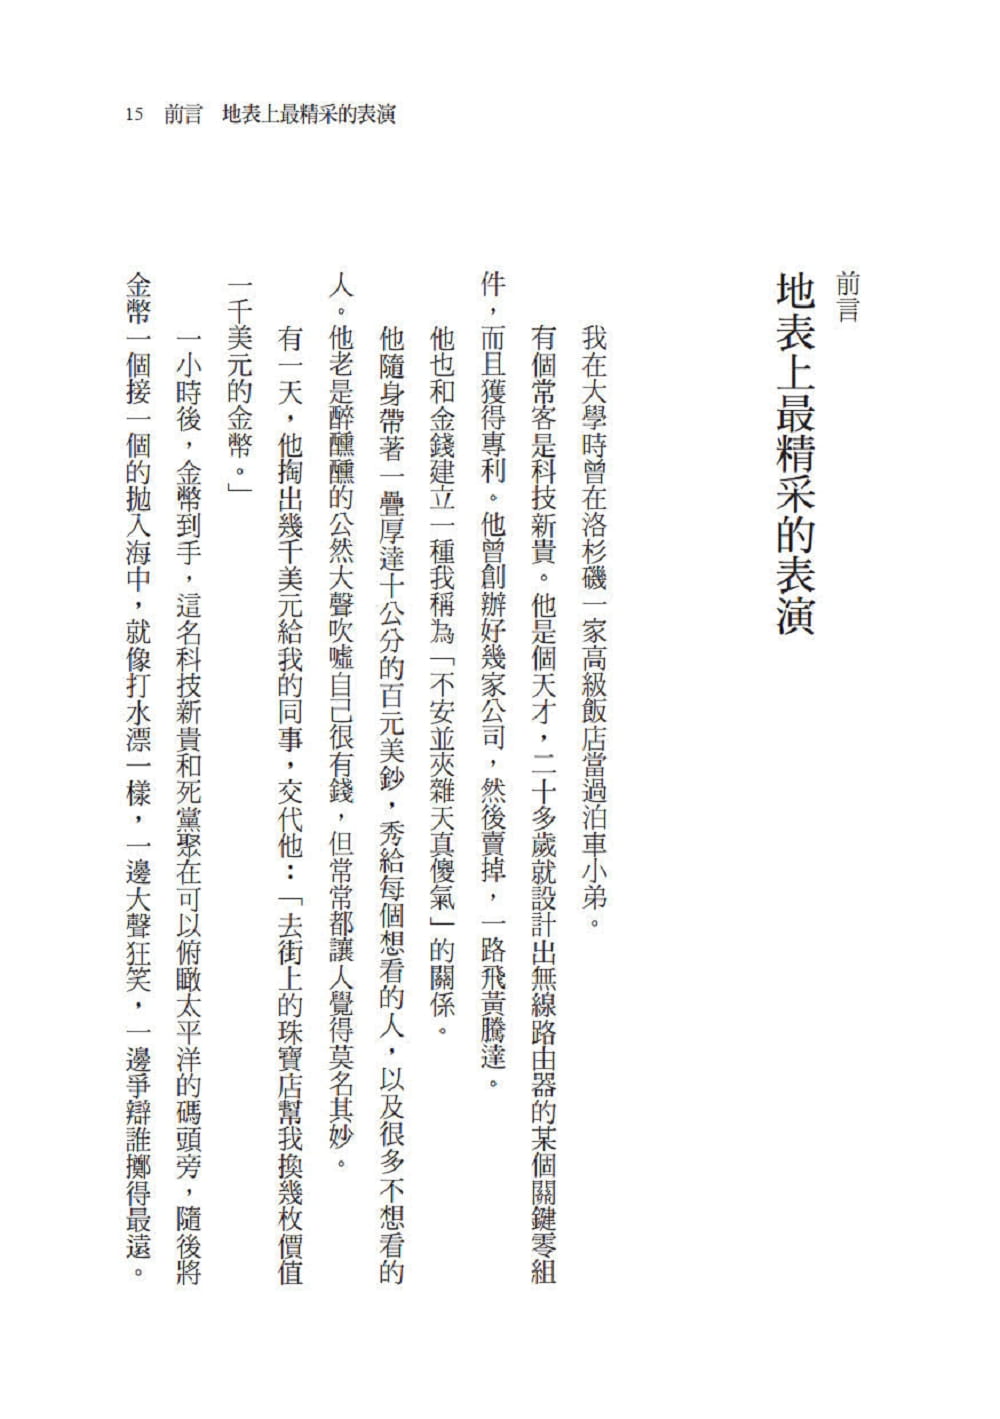 15 前言 地表上最精采的表演
前言
地表上最精采的表演
我在大學時曾在洛杉磯一家高級飯店當過泊車小弟。
有個常客是科技新貴。他是個天才，二十多歲就設計出無線路由器的某個關鍵零組
件，而且獲得專利。他曾創辦好幾家公司，然後賣掉，一路飛黃騰達。
他也和金錢建立一種我稱為「不安並夾雜天真傻氣」的關係。
他隨身帶著一疊厚達十公分的百元美鈔，秀給每個想看的人，以及很多不想看的
人。他老是醉醺醺的公然大聲吹噓自己很有錢，但常常都讓人覺得莫名其妙。
有一天，他掏出幾千美元給我的同事，交代他：「去街上的珠寶店幫我換幾枚價值
一千美元的金幣。」
一小時後，金幣到手，這名科技新貴和死黨聚在可以俯瞰太平洋的碼頭旁，隨後將
金幣一個接一個的拋入海中，就像打水漂一樣，一邊大聲狂笑，一邊爭辯誰擲得最遠。